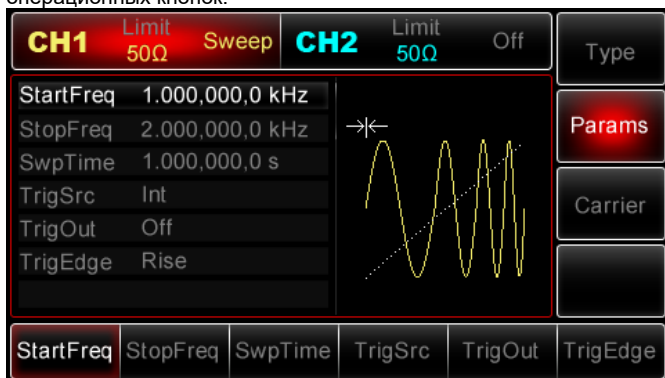 операционных кнопок.
CH1 Limit 50Ω Sweep CH2 Limit 50Ω Off
Type
StartFreq 1.000,000,0 kHz
StopFreq 2.000,000,0 kHz
SwpTime 1.000,000,0 s
TrigSrc Int
TrigOut Off
TrigEdge Rise
Params
Carrier
StartFreq StopFreq SwpTime TrigSrc TrigOut TrigEdge